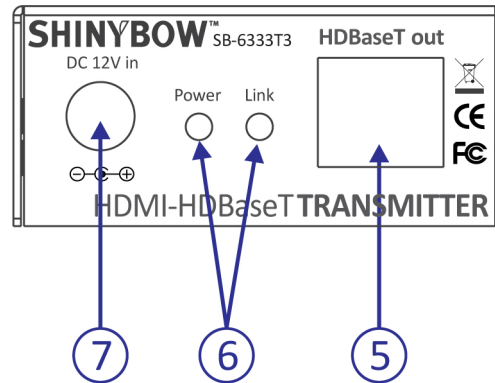 SHINYBOW™ SB-6333T3
HDBaseT out
DC 12V in
Power
Link
CE
FC
HDMI-HDBaseT TRANSMITTER
7
6
5